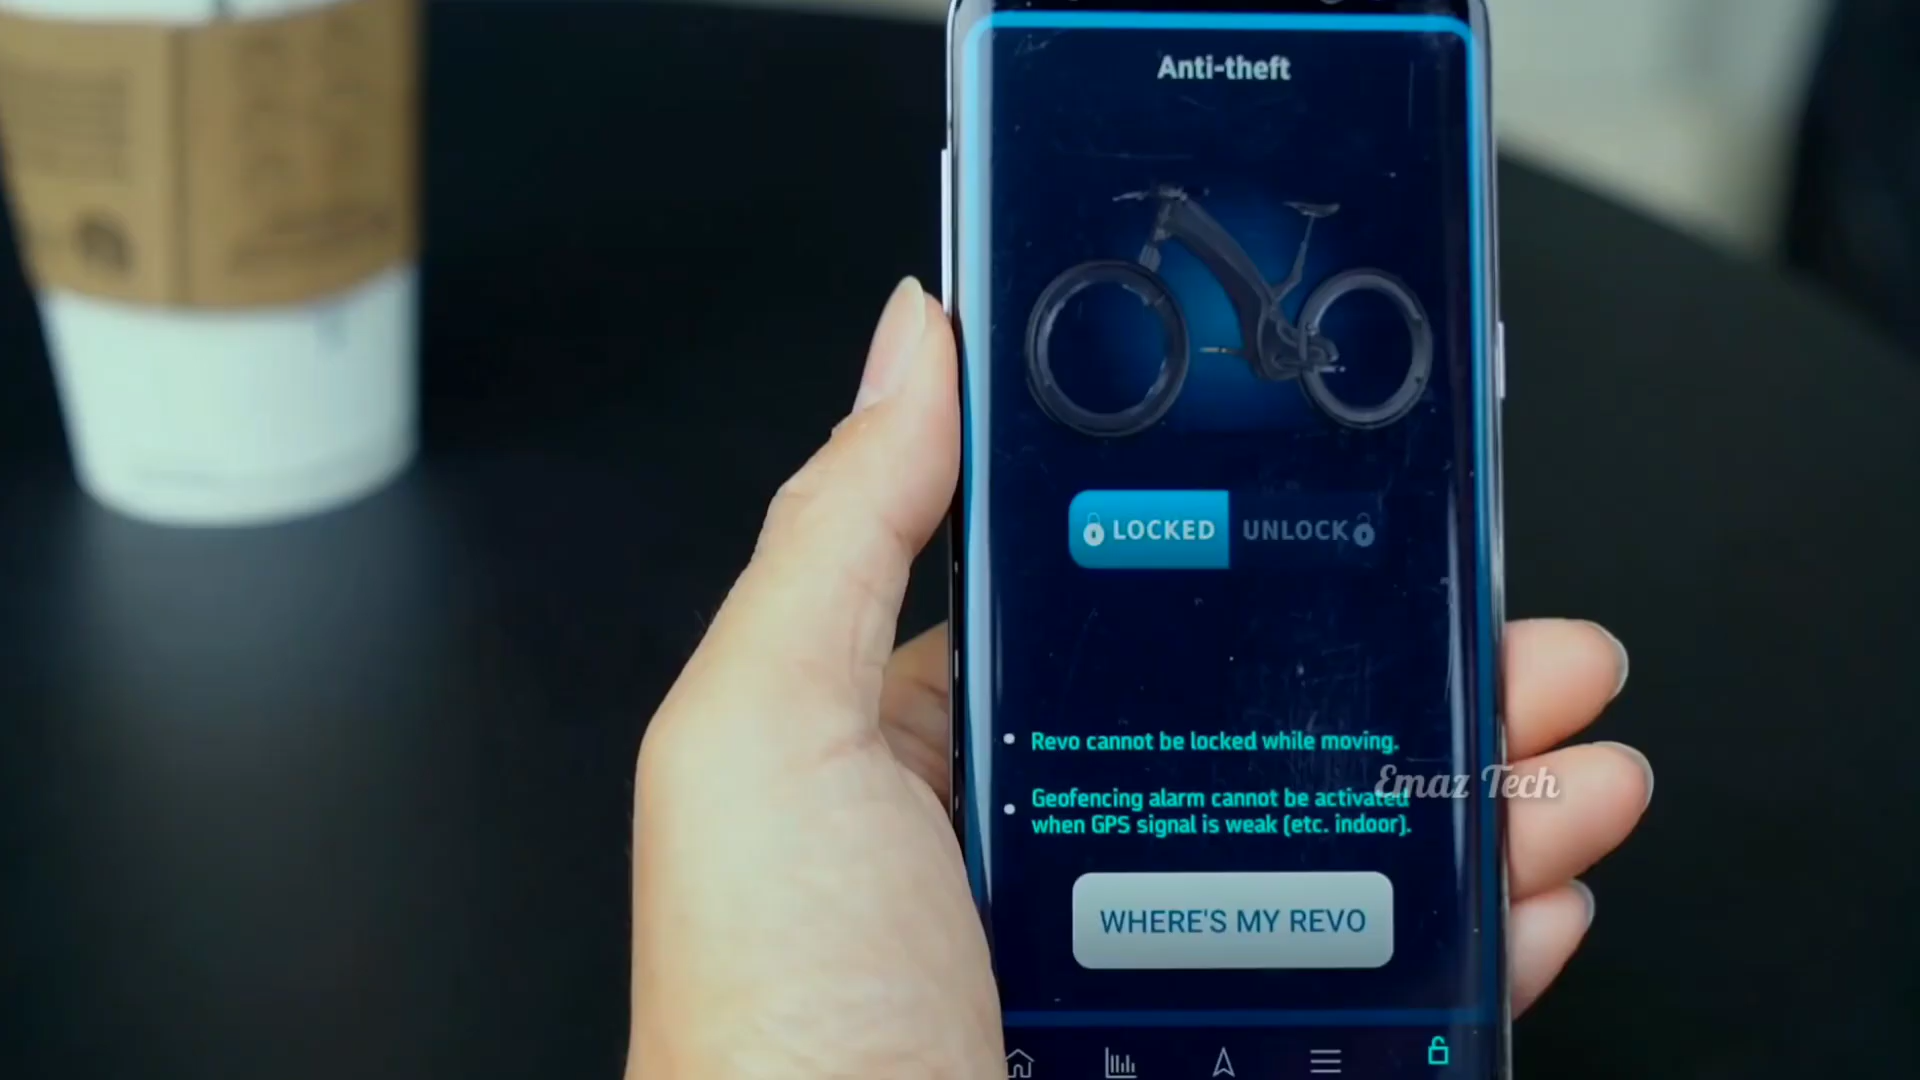 Anti-theft
LOCKED UNLOCK
Revo cannot be locked while moving.
Geofencing alarm cannot be activated
when GPS signal is weak (etc. indoor).
Emaz Tech
WHERE'S MY REVO